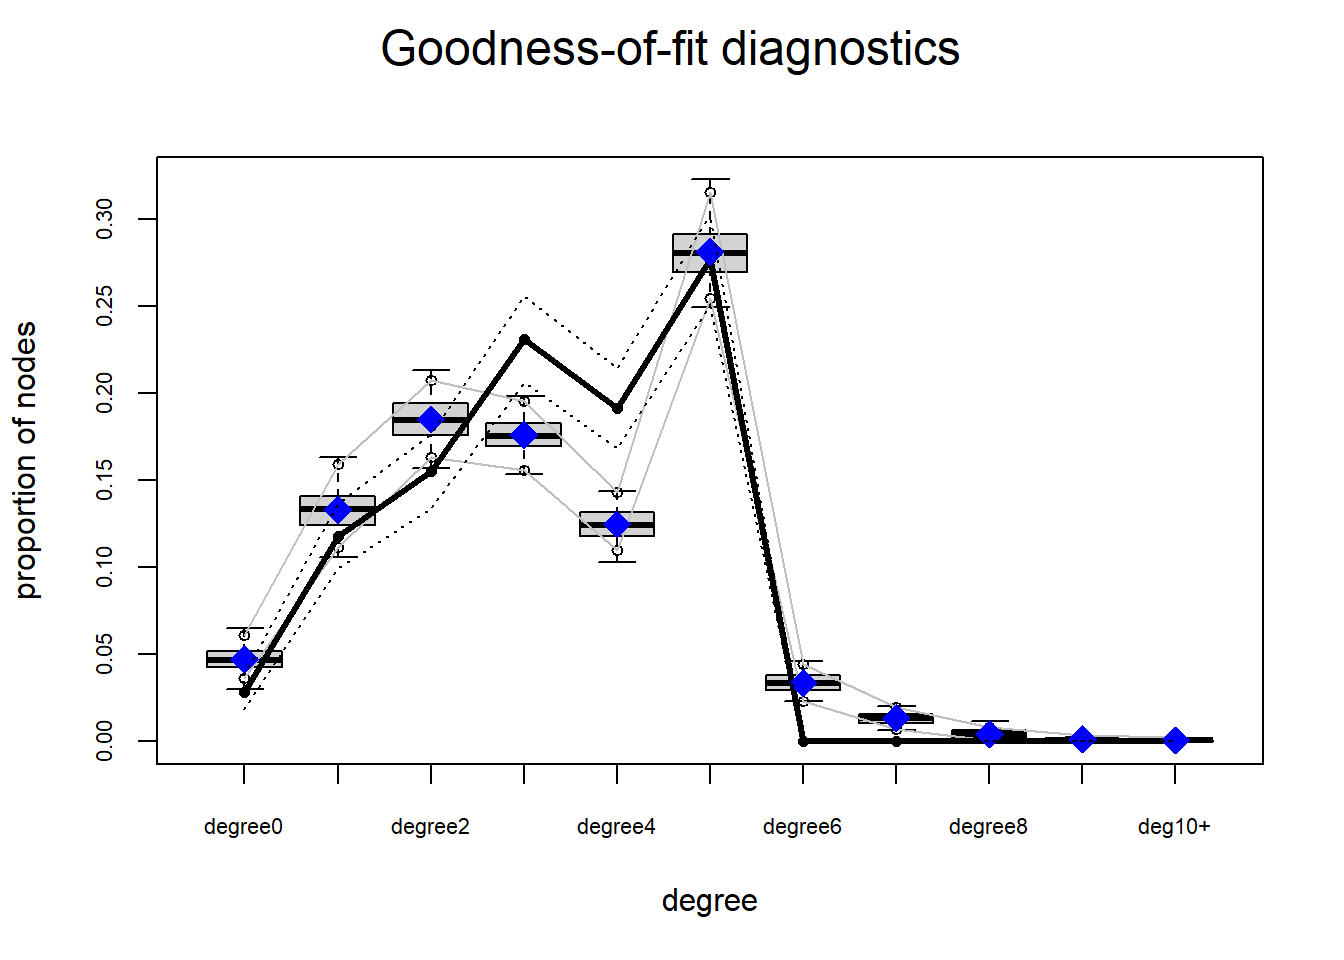 Goodness-of-fit diagnostics
proportion of nodes
0.30
0.25
0.20
0.15
0.10
0.05
0.00
degree0 degree2 degree4 degree6 degree8 deg10+
degree